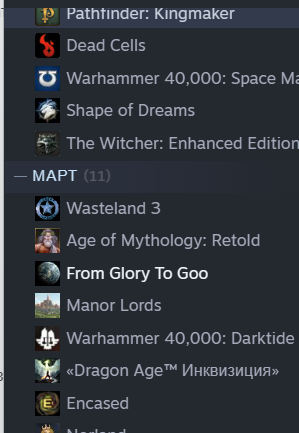 Pathfinder: Kingmaker
Dead Cells
Warhammer 40,000: Space Ma
Shape of Dreams
The Witcher: Enhanced Edition
— МАРТ (11)
Wasteland 3
Age of Mythology: Retold
From Glory To Goo
Manor Lords
Warhammer 40,000: Darktide
«Dragon Age™ Инквизиция»
Encased
Norland